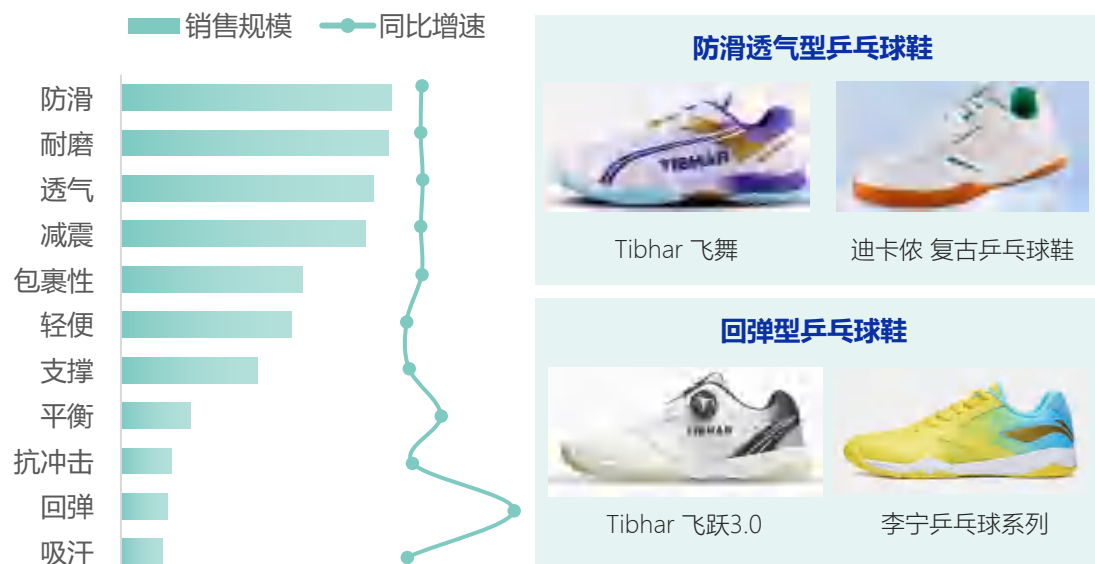 销售规模 同比增速
防滑
耐磨
透气
减震
包裹性
轻便
支撑
平衡
抗冲击
回弹
吸汗
防滑透气型乒乓球鞋
TIBHAR
Tibhar 飞舞
迪卡侬 复古乒乓球鞋
回弹型乒乓球鞋
TIBHAR
Tibhar 飞跃3.0
李宁乒乓球系列